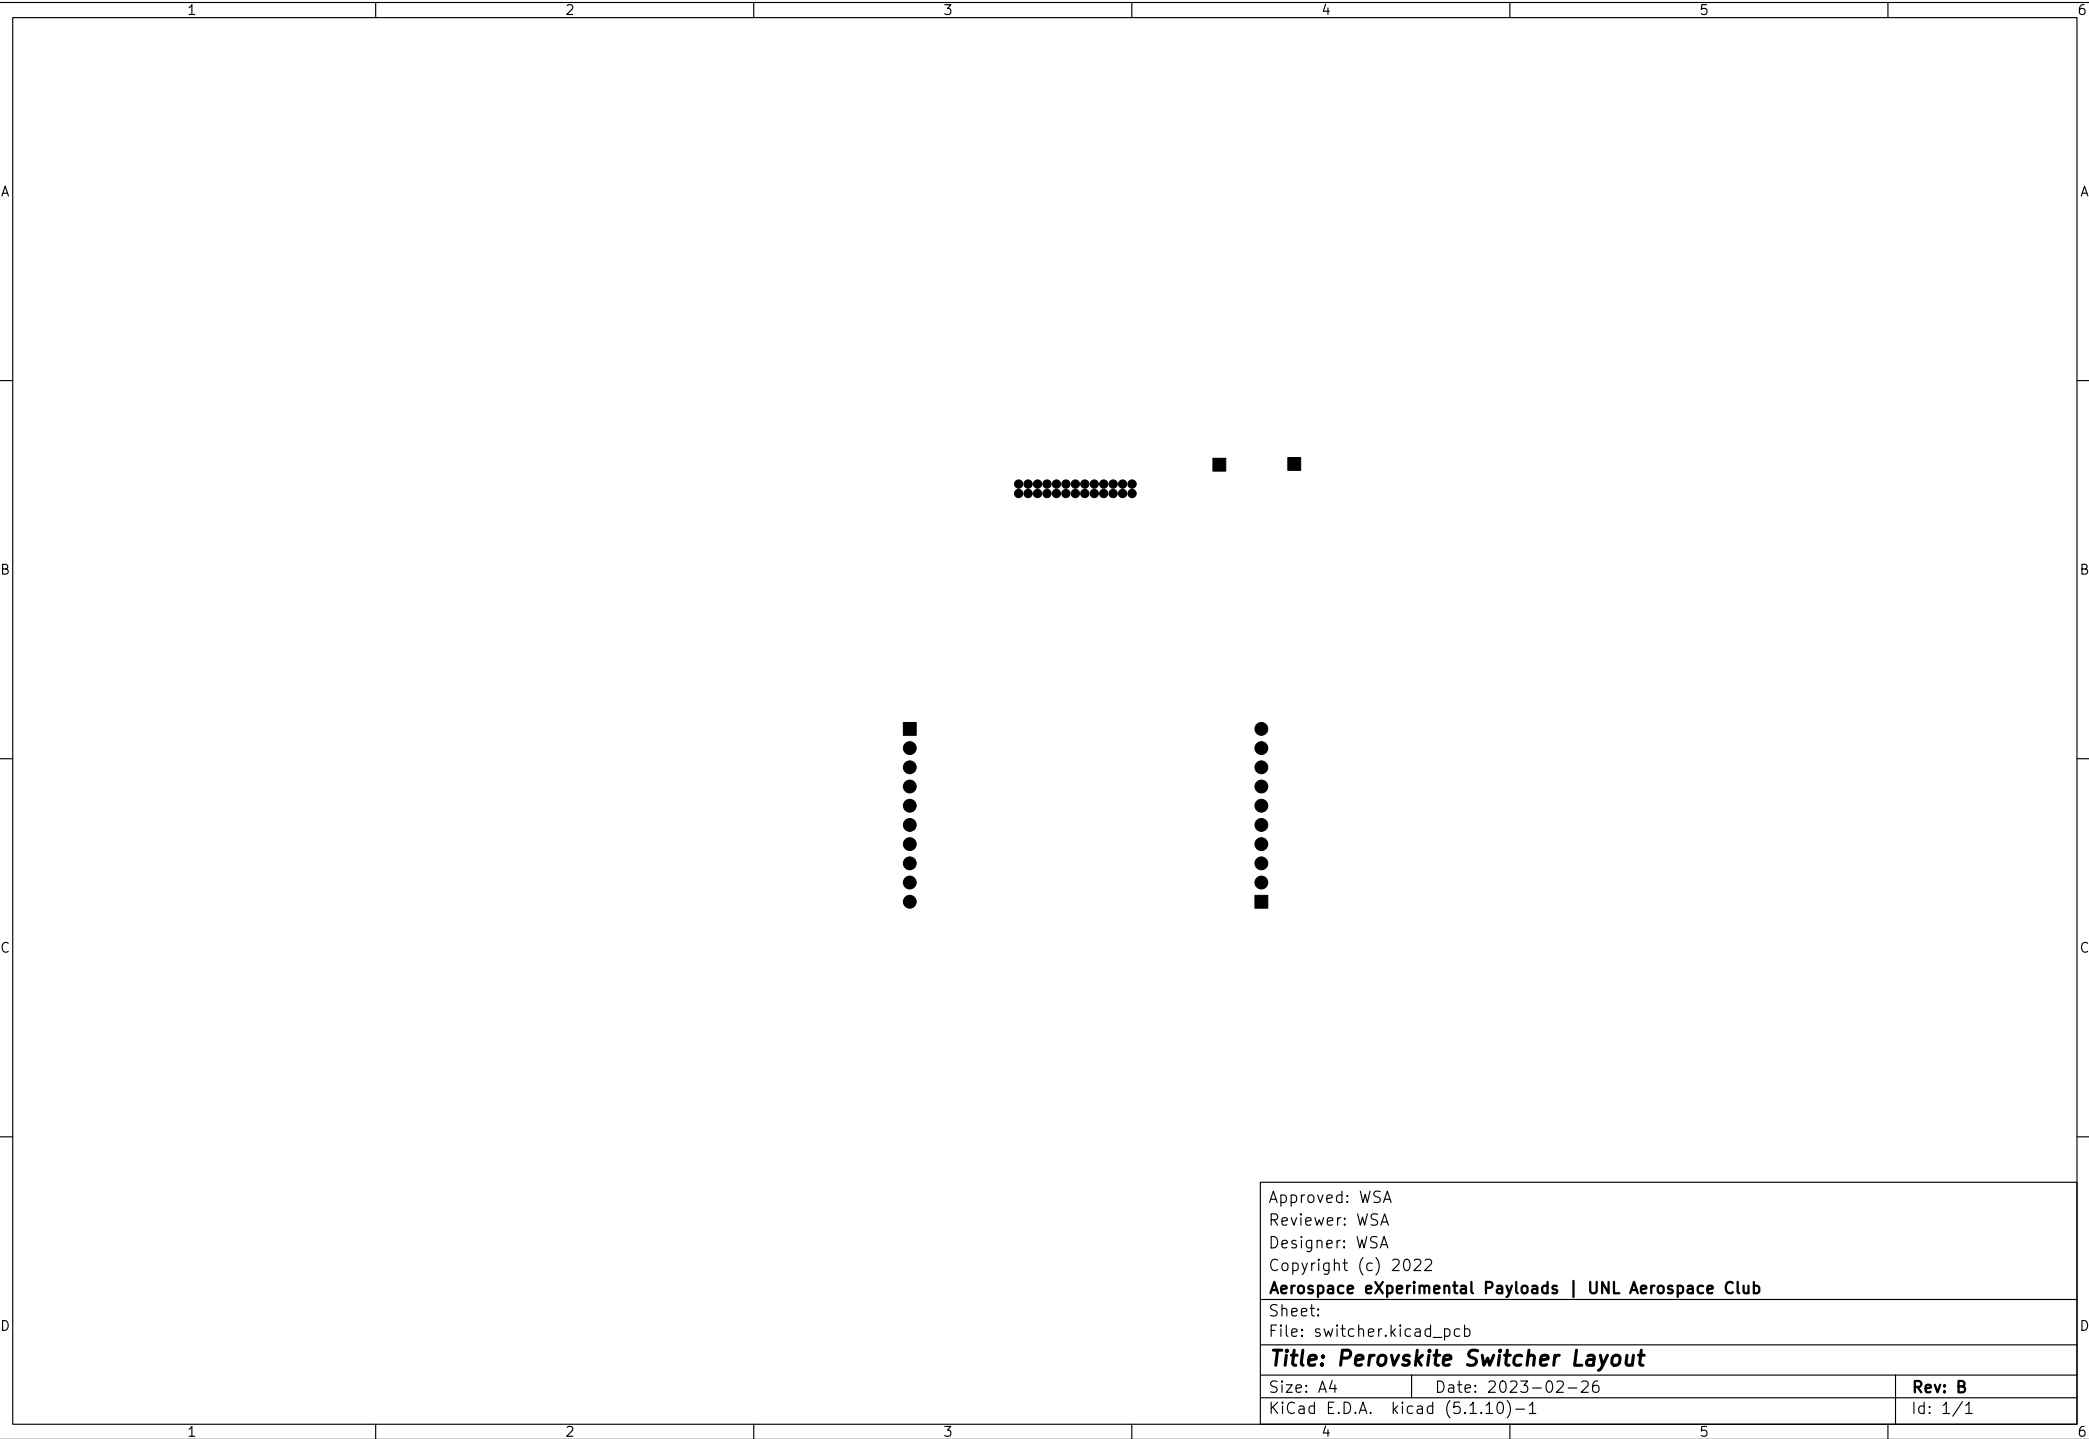 1 2 3 4 5 6
A A
B B
C C
Approved: WSA
Reviewer: WSA
Designer: WSA
Copyright (c) 2022
Aerospace eXperimental Payloads | UNL Aerospace Club
Sheet:
File: switcher.kicad_pcb
D D
Title: Perovskite Switcher Layout
Size: A4 Date: 2023-02-26 Rev: B
KiCad E.D.A. kicad (5.1.10)-1 Id: 1/1
1 2 3 4 5 6